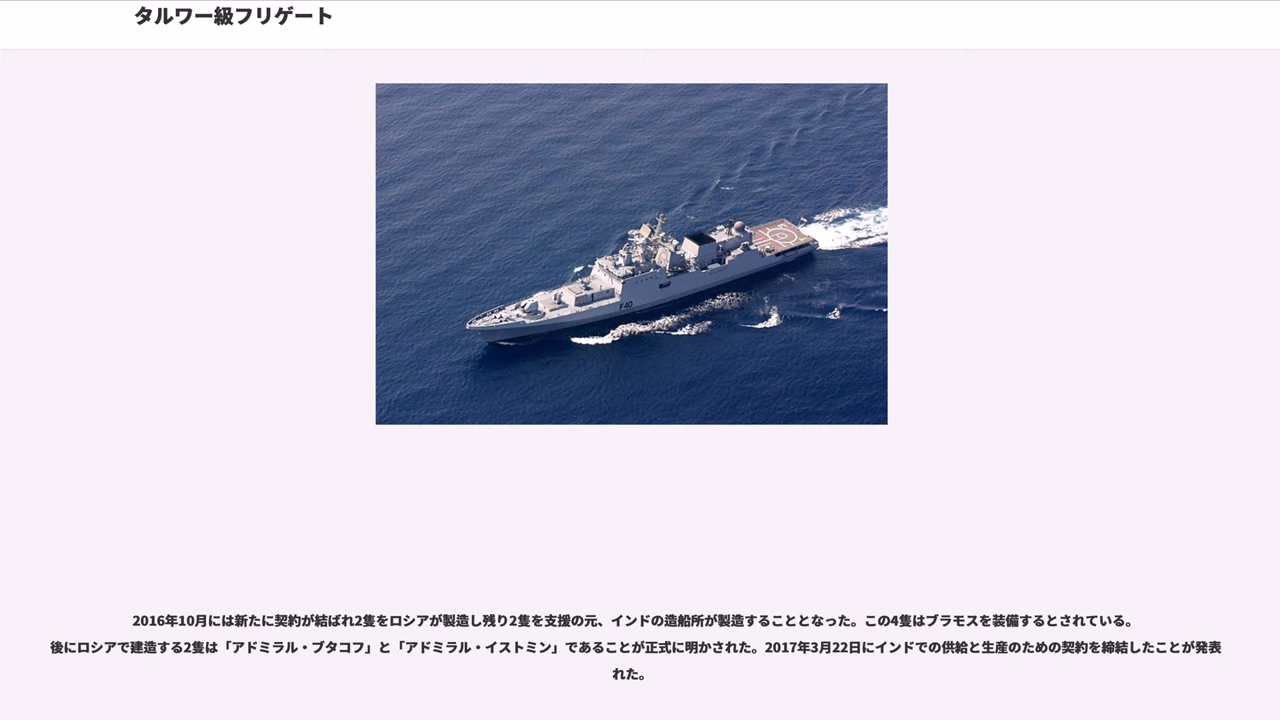 タルワー級フリゲート
F40
2016年10月には新たに契約が結ばれ2隻をロシアが製造し残り2隻を支援の元、インドの造船所が製造することとなった。この4隻はブラモスを装備するとされている。
後にロシアで建造する2隻は「アドミラル・ブタコフ」と「アドミラル・イストミン」であることが正式に明かされた。2017年3月22日にインドでの供給と生産のための契約を締結したことが発表
れた。